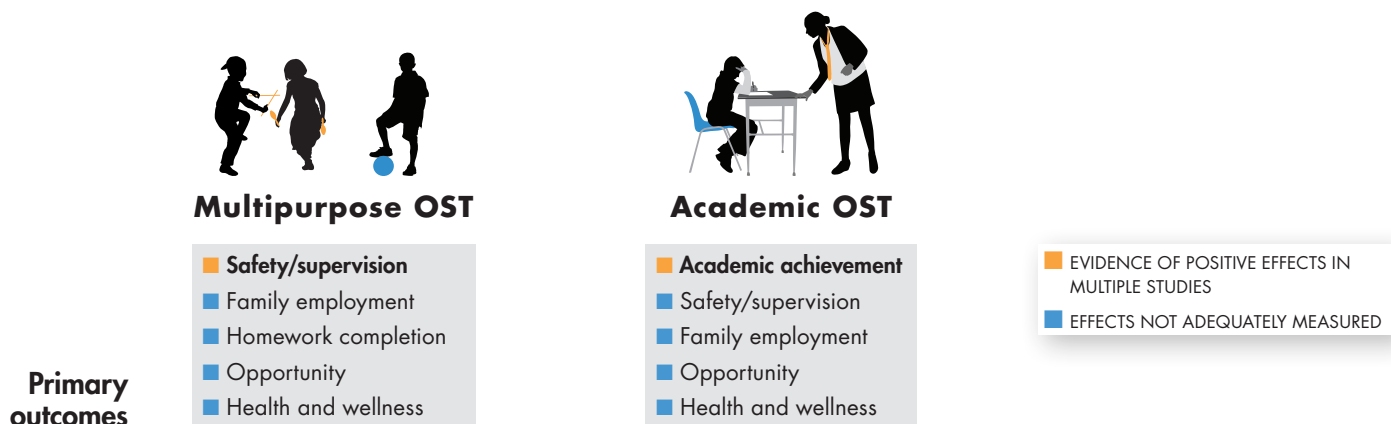 Multipurpose OST
Safety/supervision
Family employment
Homework completion
Opportunity
Health and wellness
Academic OST
Academic achievement
Safety/supervision
Family employment
Opportunity
Health and wellness
EVIDENCE OF POSITIVE EFFECTS IN
MULTIPLE STUDIES
EFFECTS NOT ADEQUATELY MEASURED
Primary
outcomes